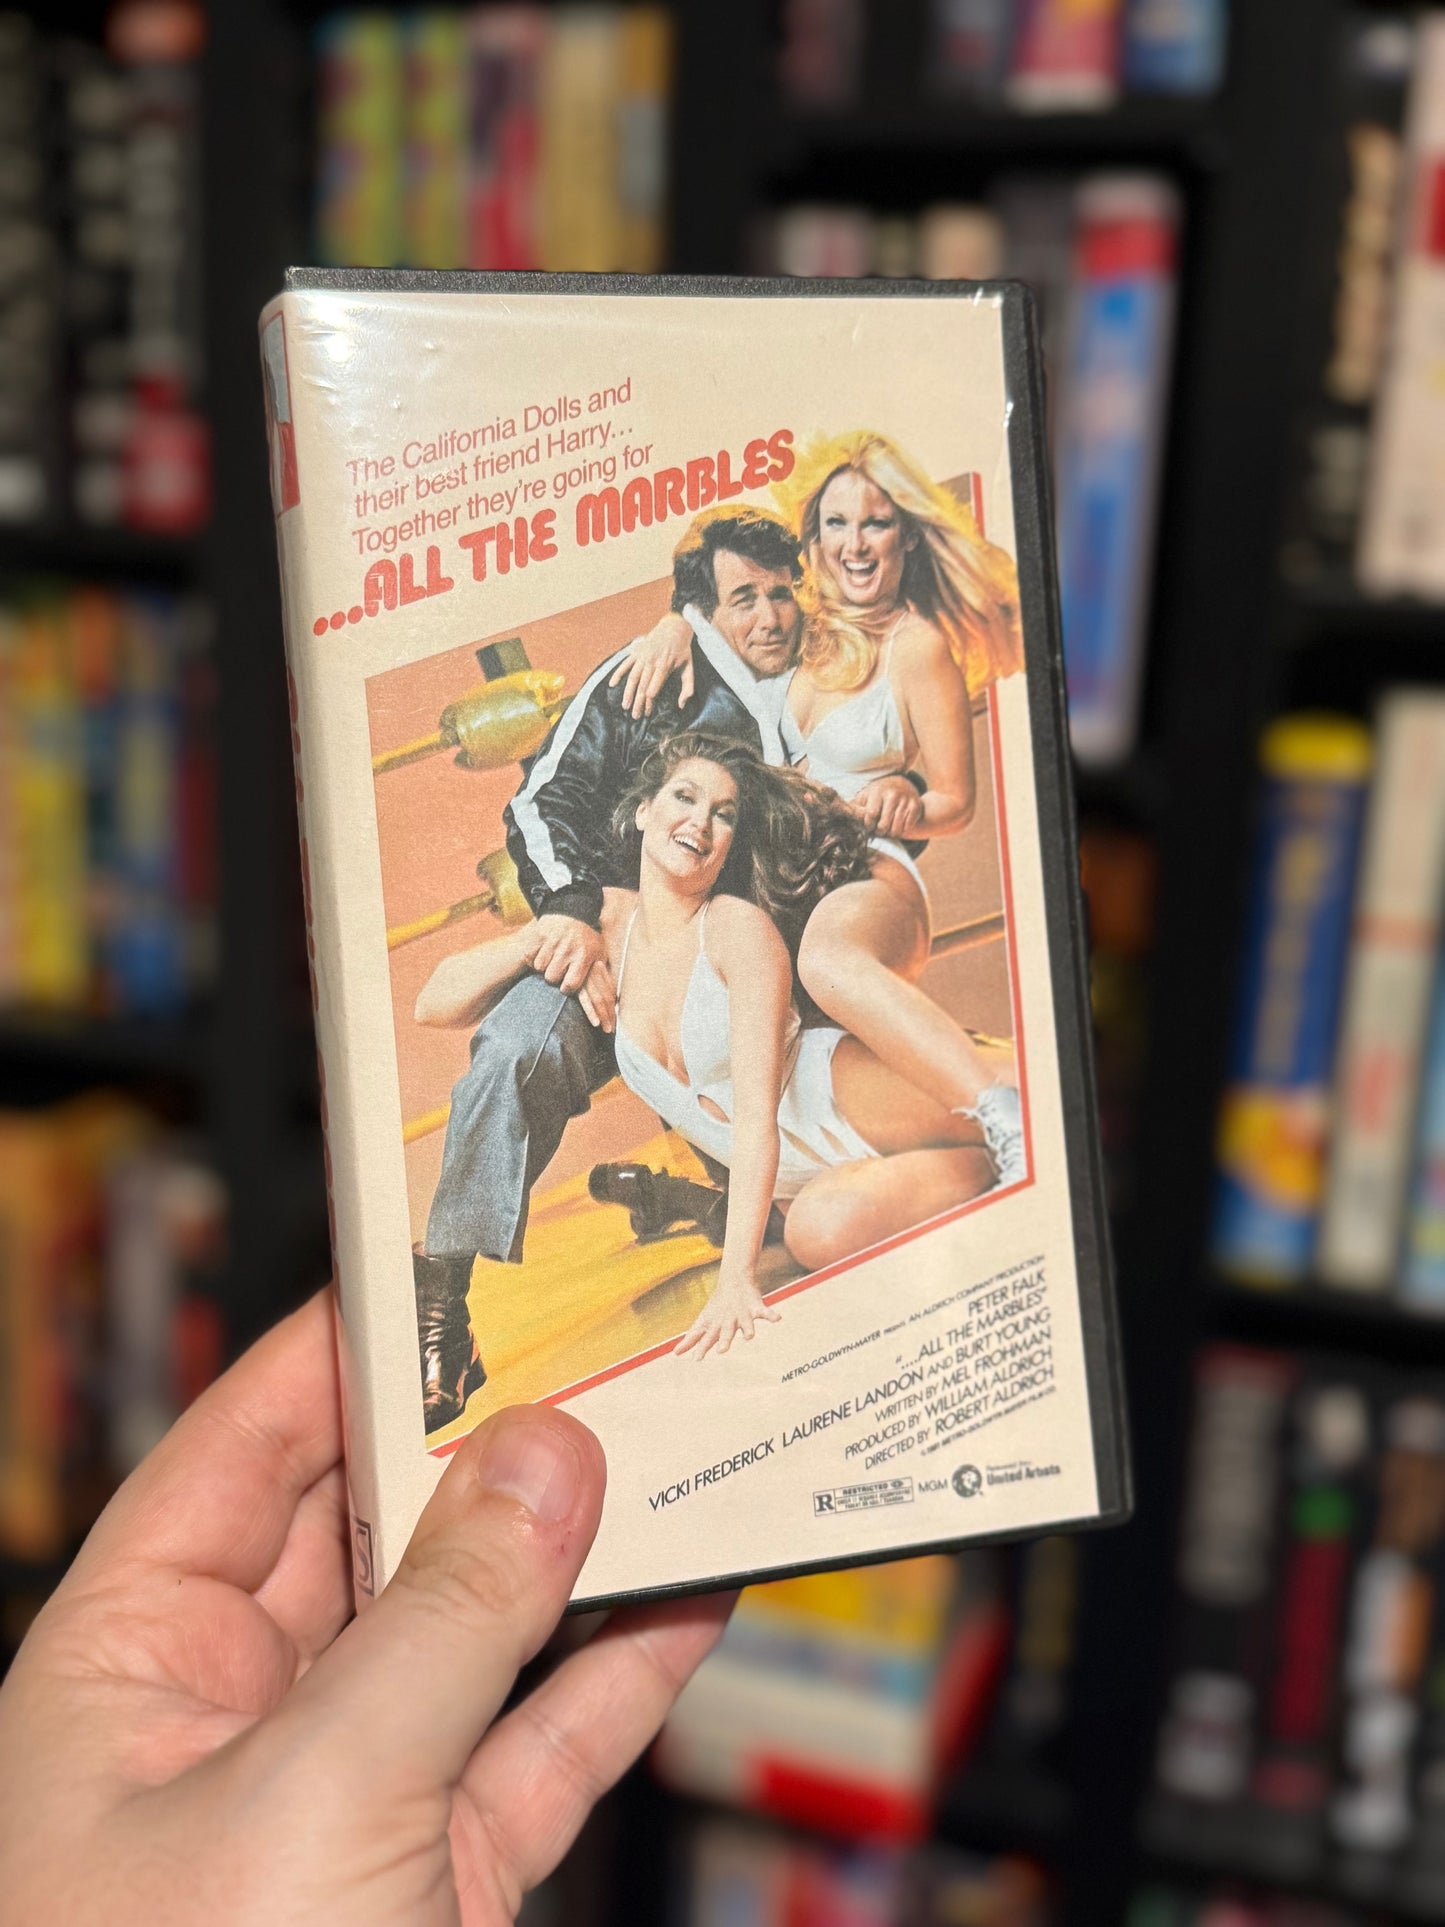 The California Dolls and
their best friend Harry...
Together they're going for
...ALL THE MARBLES
METRO-GOLDWYN-MAYER PRESENTS AN ALDRICH COMPANY PRODUCTION
PETER FALK
"....ALL THE MARBLES"
VICKI FREDERICK LAURENE LANDON AND BURT YOUNG
WRITTEN BY MEL FROHMAN
PRODUCED BY WILLIAM ALDRICH
DIRECTED BY ROBERT ALDRICH
R RESTRICTED
MGM United Artists
S